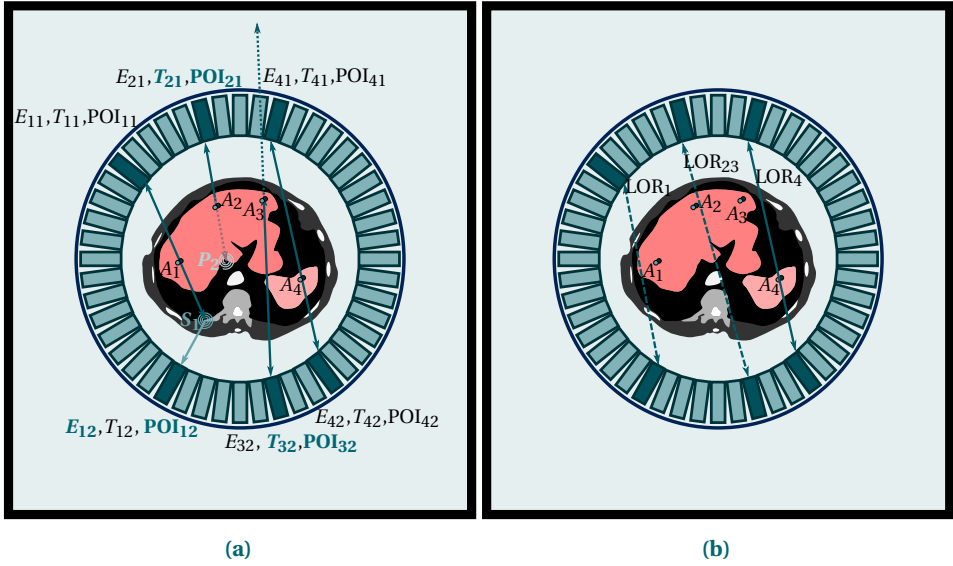 E21,T21,POI21 E41,T41,POI41
E11,T11,POI11
A2
A3
A1
P2
A4
S1
E12,T12,POI12
E42,T42,POI42
E32, T32,POI32
(a)
LOR23
LOR1
LOR4
A2
A3
A1
A4
(b)